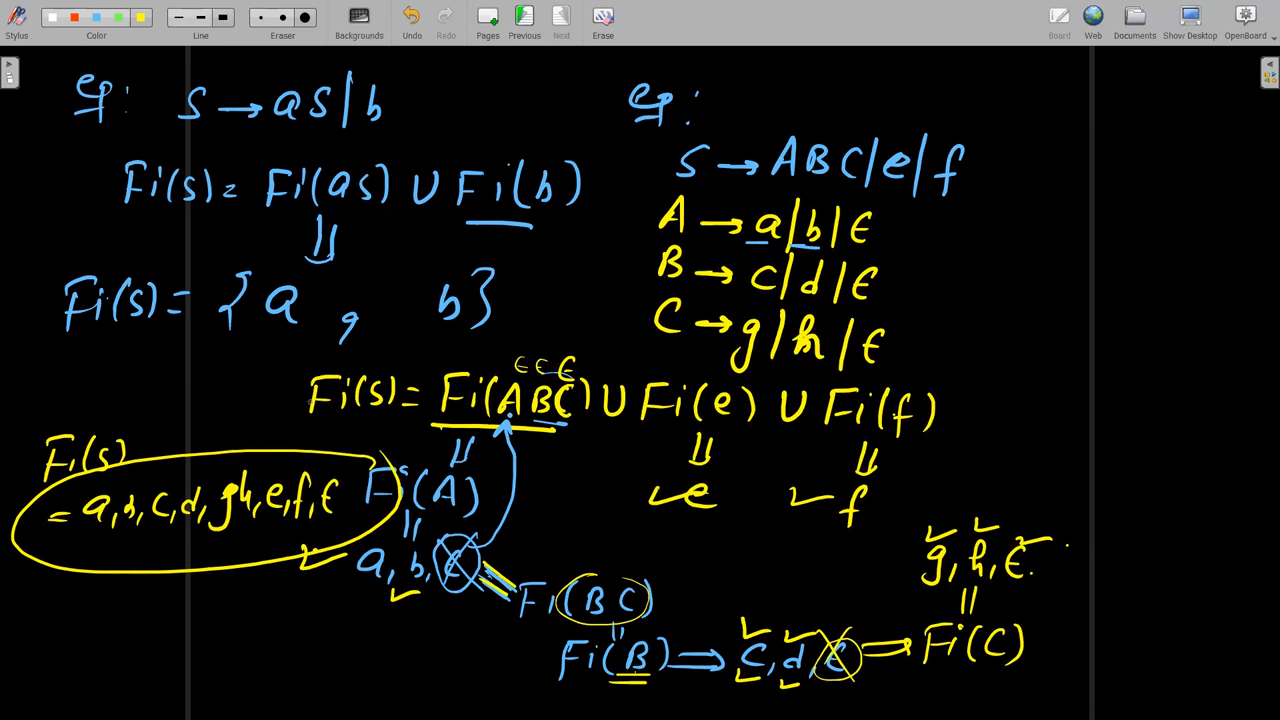 Stylus Color Line Eraser Backgrounds Undo Redo Pages Previous Next Erase Board Web Documents Show Desktop OpenBoard
eg: S → aS | b
Fi(S) = Fi(aS) ∪ Fi(b)
Fi(S) = { a , b }
eg:
S → ABC | e | f
A → a | b | ϵ
B → c | d | ϵ
C → g | h | ϵ
ϵ ϵ ϵ
Fi(S) = Fi(ABC) ∪ Fi(e) ∪ Fi(f)
Fi(S)
= a, b, c, d, g h, e, f, ϵ
Fi(A)
e
f
a, b, ϵ
Fi(BC)
Fi(B) ⇒ c, d, ϵ ⇒ Fi(C)
g, h, ϵ